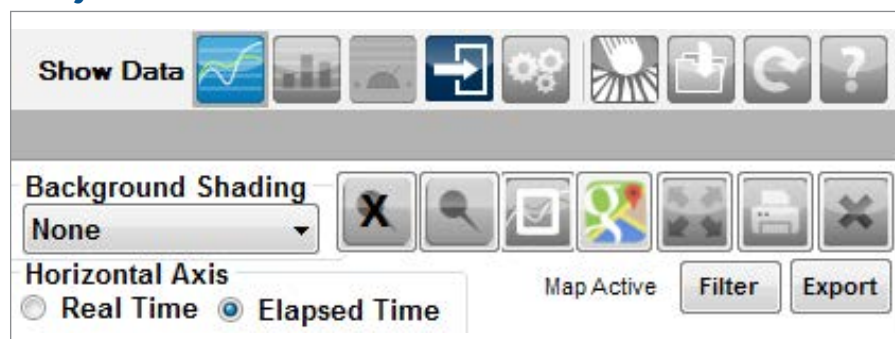 Show Data
?
Background Shading
X
None
Horizontal Axis
Real Time Elapsed Time
Map Active Filter Export